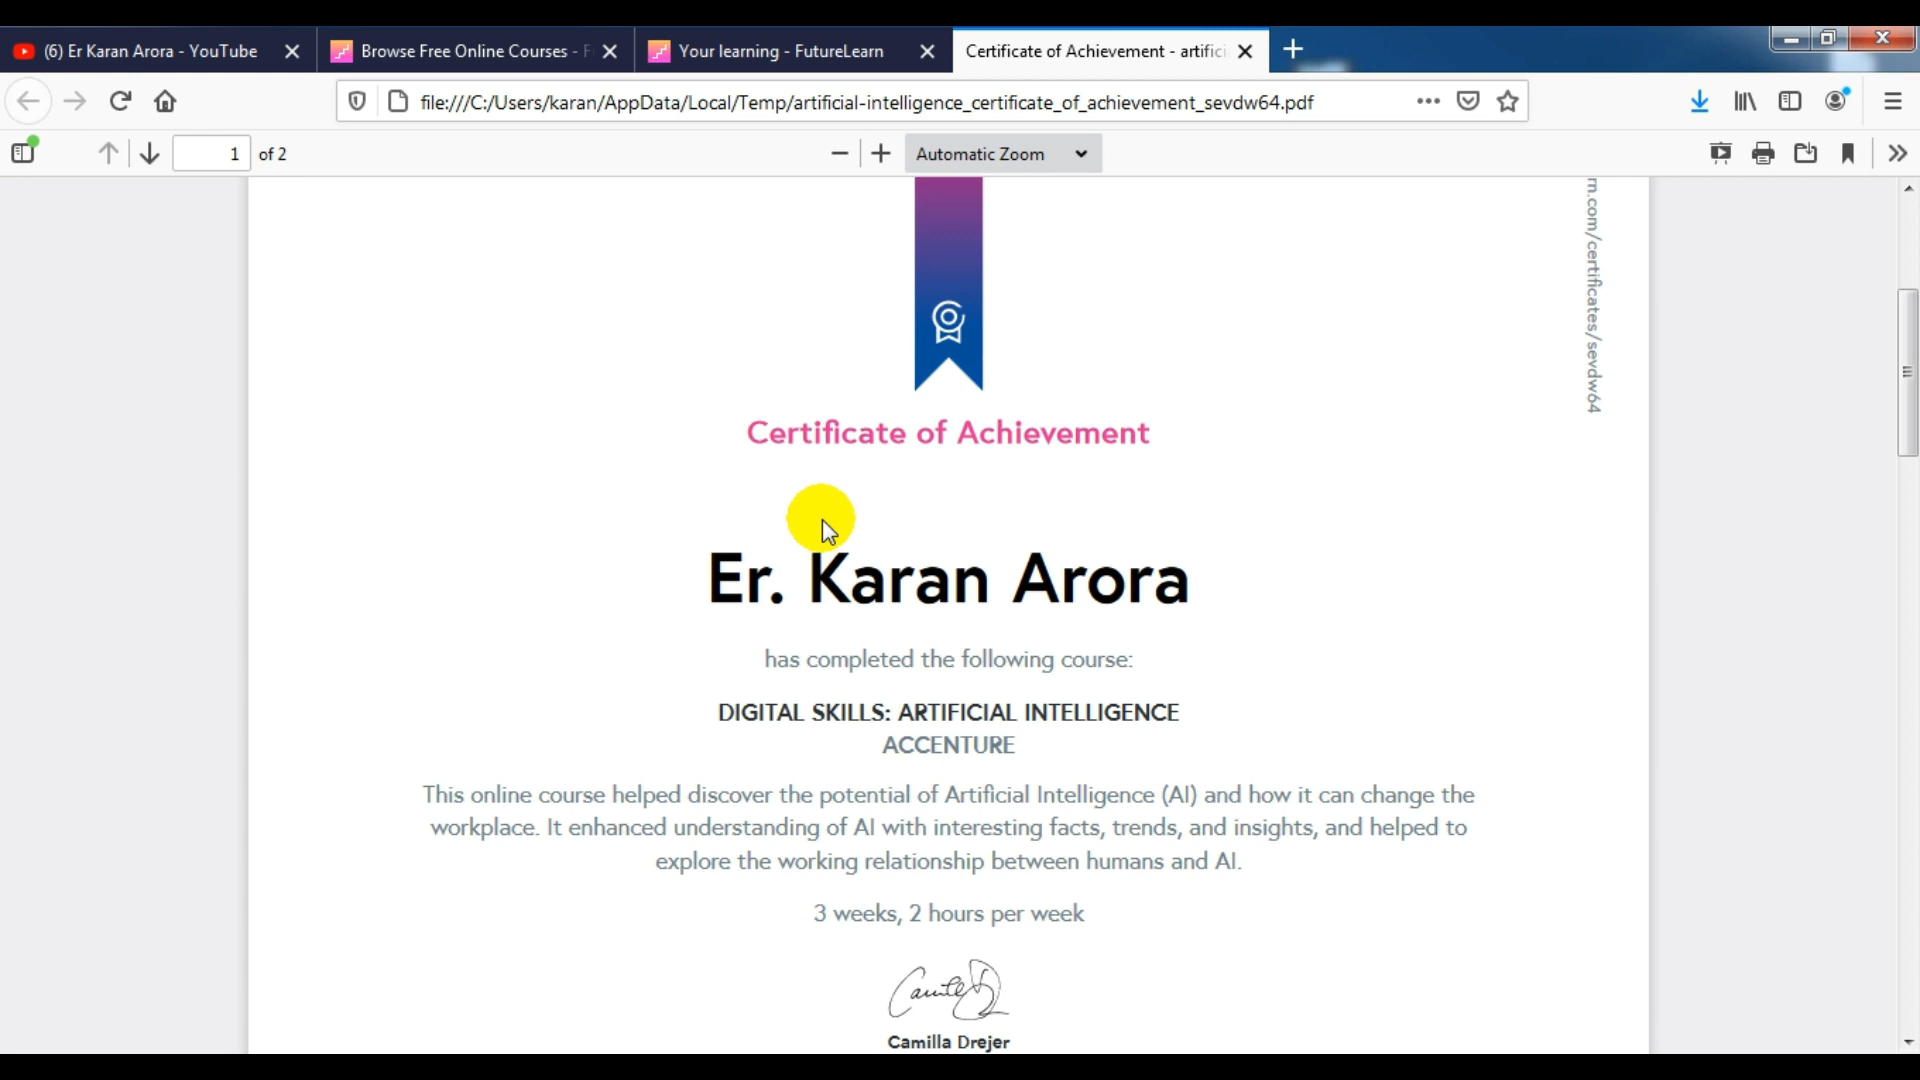 (6) Er Karan Arora - YouTube
Browse Free Online Courses - F
Your learning - FutureLearn
Certificate of Achievement - artifici
file:///C:/Users/karan/AppData/Local/Temp/artificial-intelligence_certificate_of_achievement_sevdw64.pdf
1 of 2
Automatic Zoom
rn.com/certificates/sevdw64
Certificate of Achievement
Er. Karan Arora
has completed the following course:
DIGITAL SKILLS: ARTIFICIAL INTELLIGENCE
ACCENTURE
This online course helped discover the potential of Artificial Intelligence (AI) and how it can change the
workplace. It enhanced understanding of AI with interesting facts, trends, and insights, and helped to
explore the working relationship between humans and AI.
3 weeks, 2 hours per week
Camilla Drejer